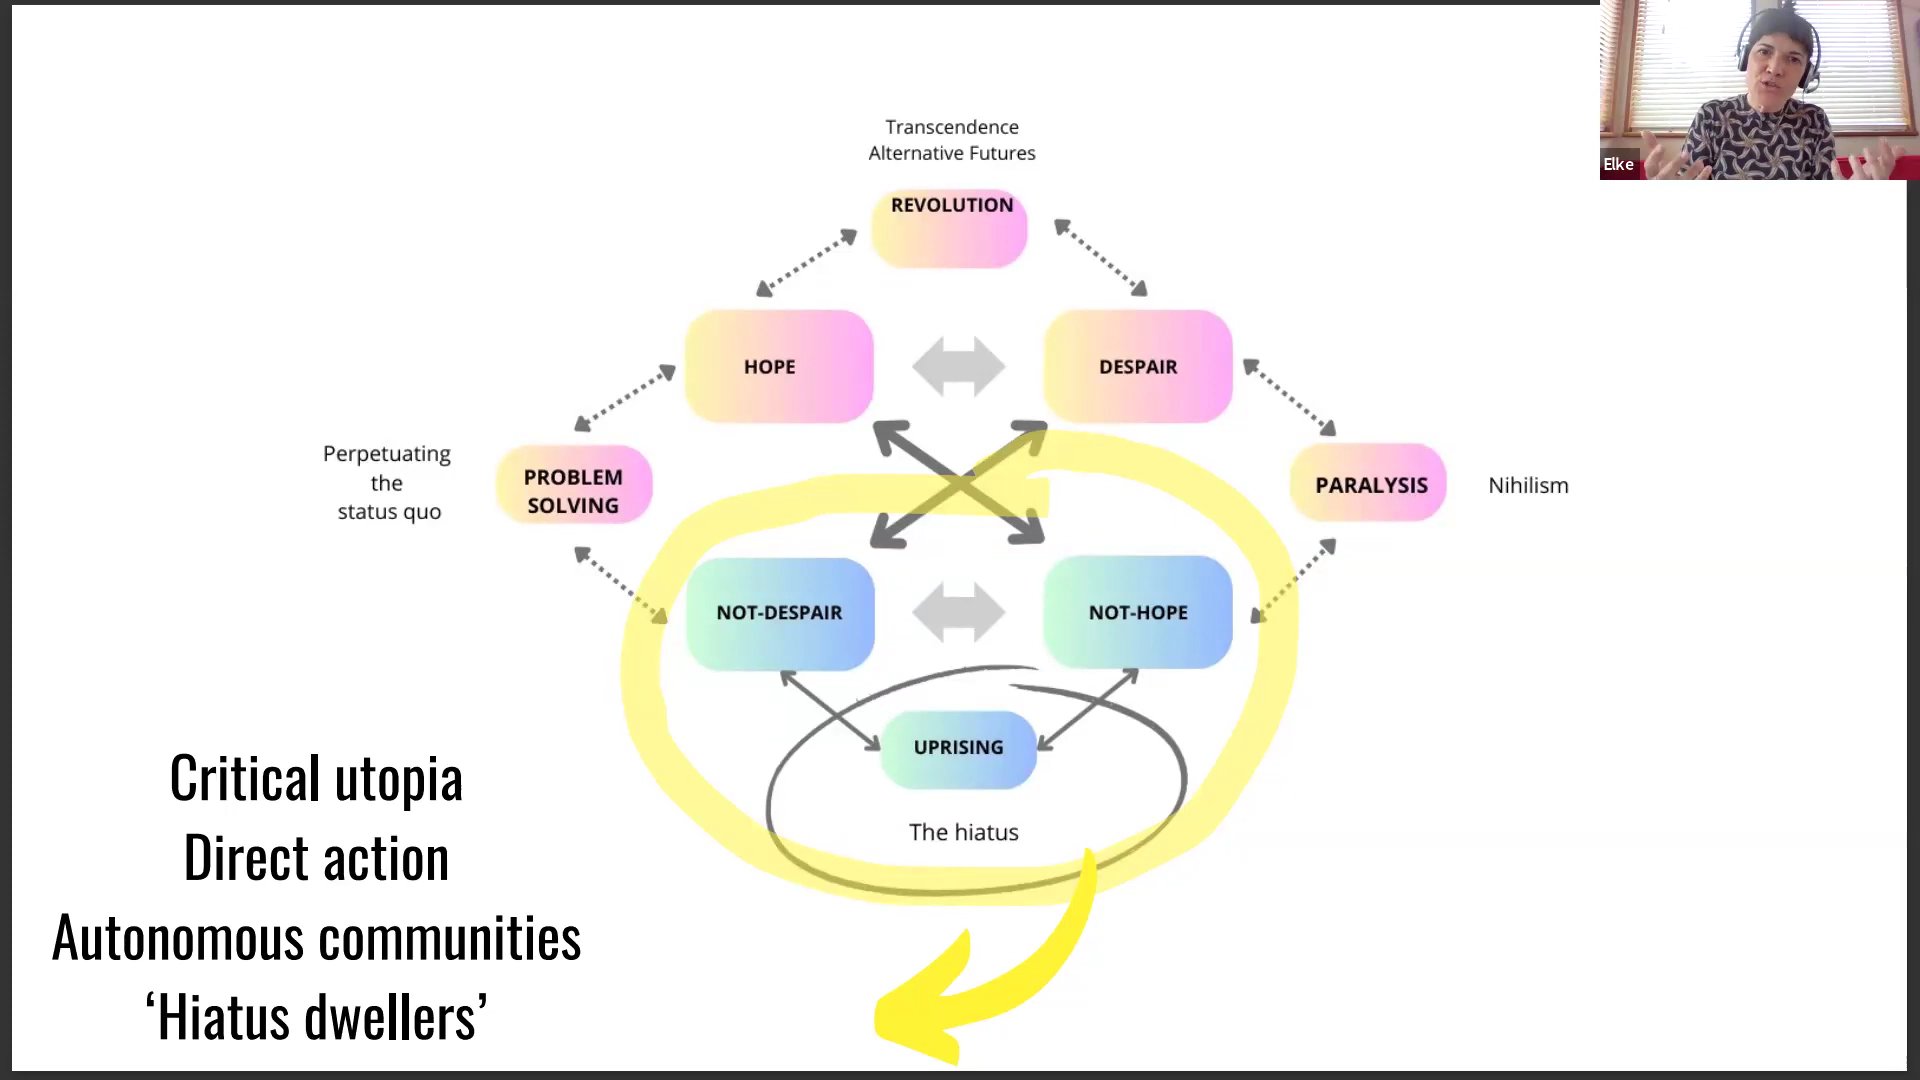 Transcendence
Alternative Futures
REVOLUTION
HOPE
DESPAIR
Perpetuating
the
status quo
PROBLEM
SOLVING
PARALYSIS
Nihilism
NOT-DESPAIR
NOT-HOPE
UPRISING
The hiatus
Critical utopia
Direct action
Autonomous communities
‘Hiatus dwellers’
Elke